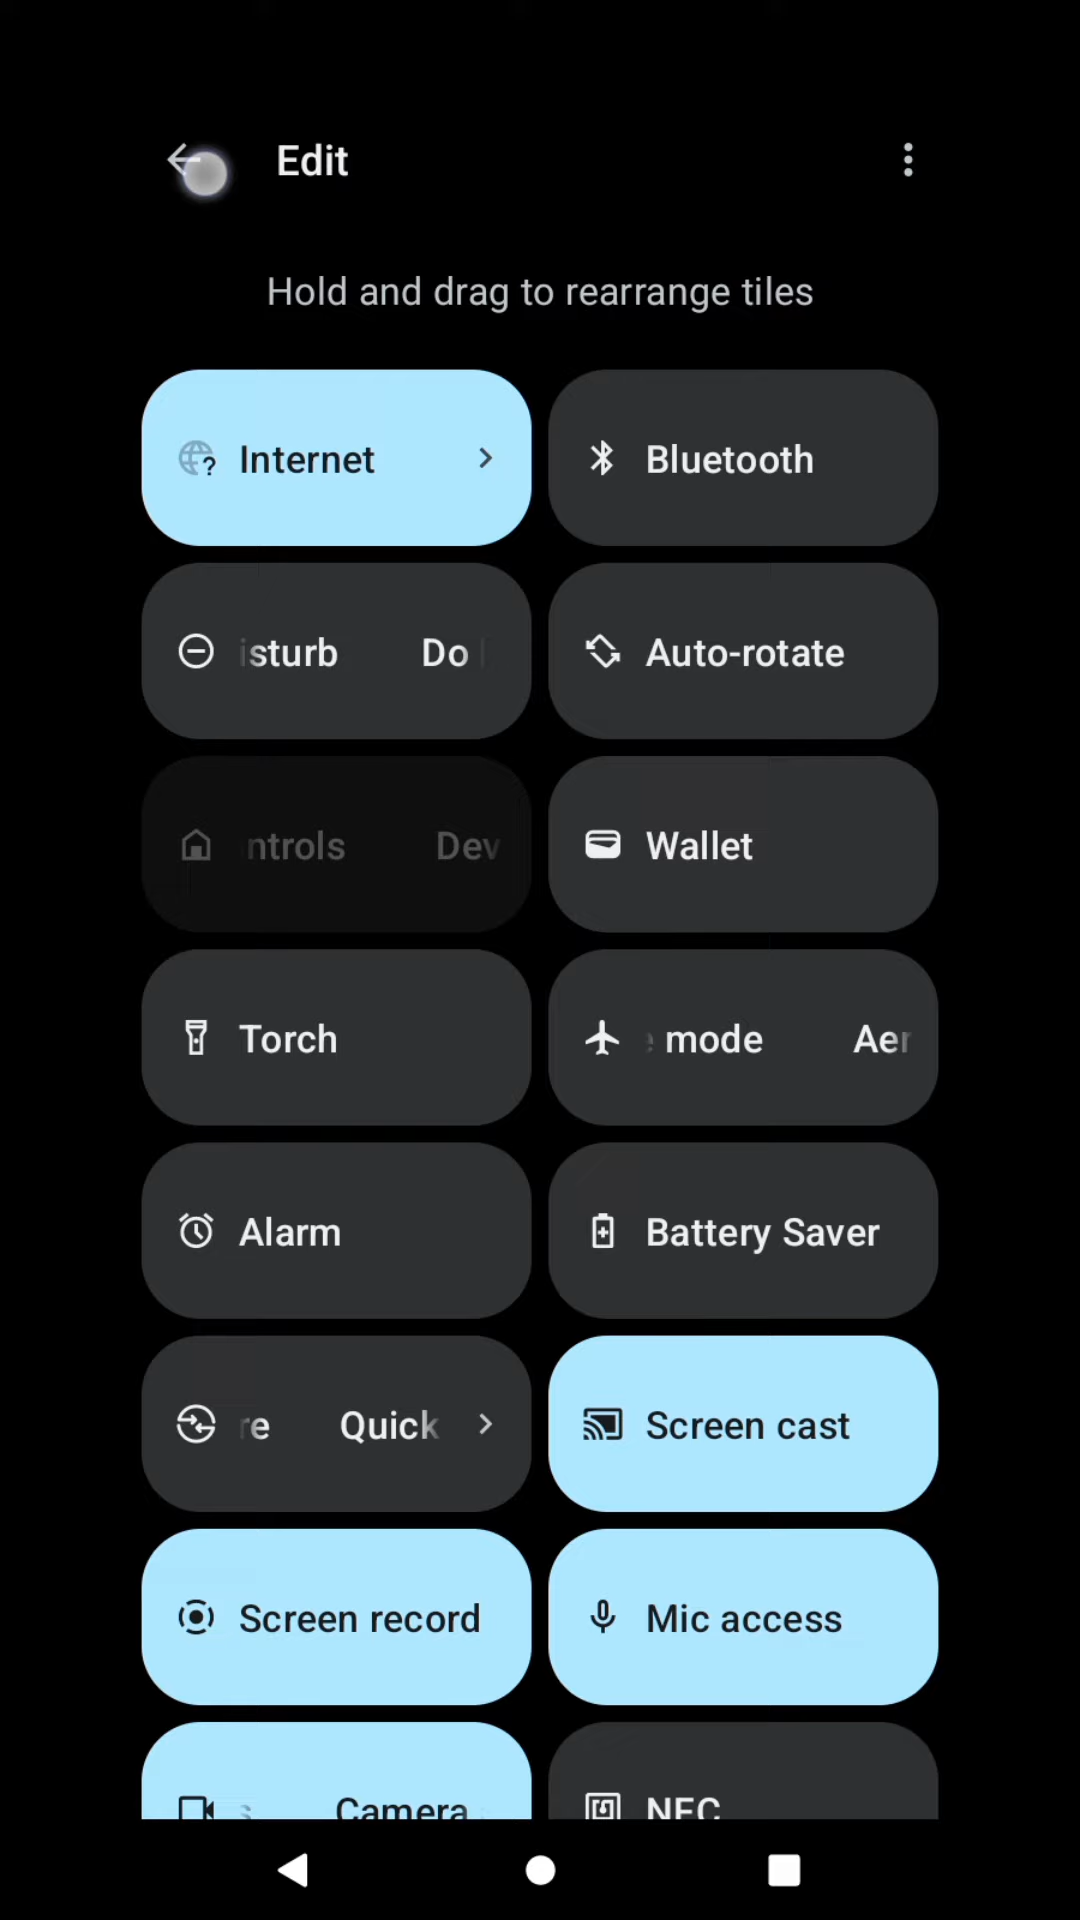 Edit
Hold and drag to rearrange tiles
Internet
Bluetooth
isturb Do
Auto-rotate
ntrols Dev
Wallet
Torch
e mode Aer
Alarm
Battery Saver
re Quick
Screen cast
Screen record
Mic access
s Camera
NFC